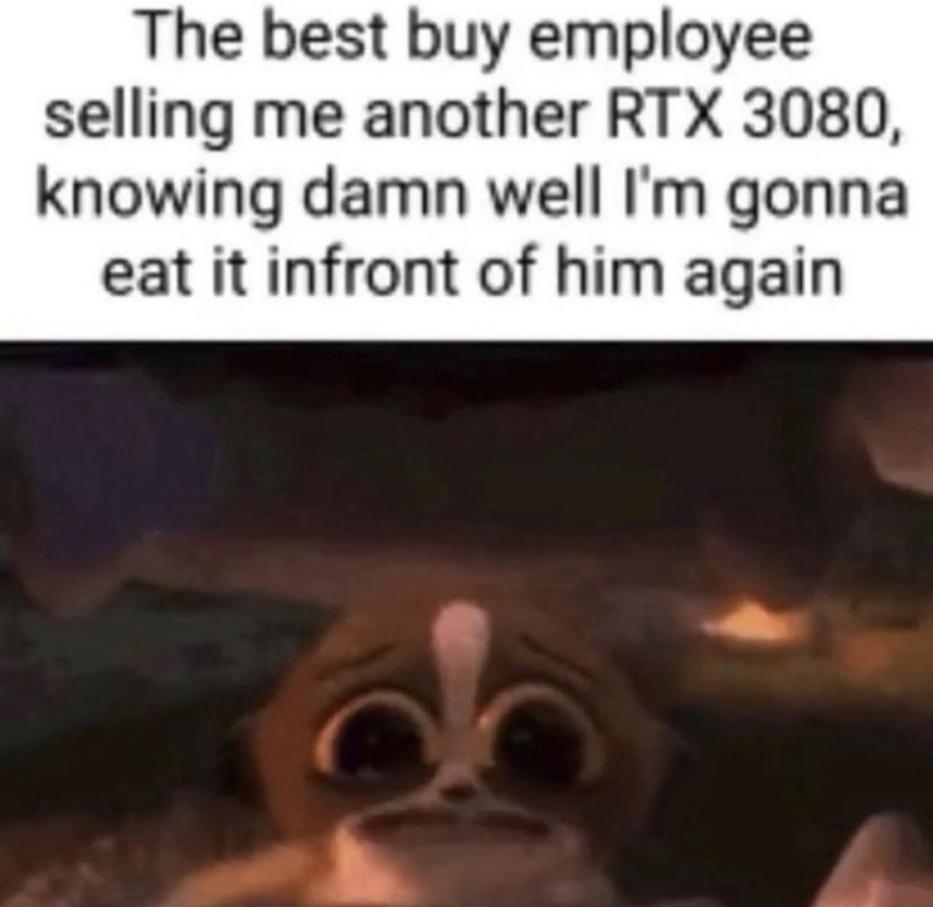 The best buy employee
selling me another RTX 3080,
knowing damn well I'm gonna
eat it infront of him again